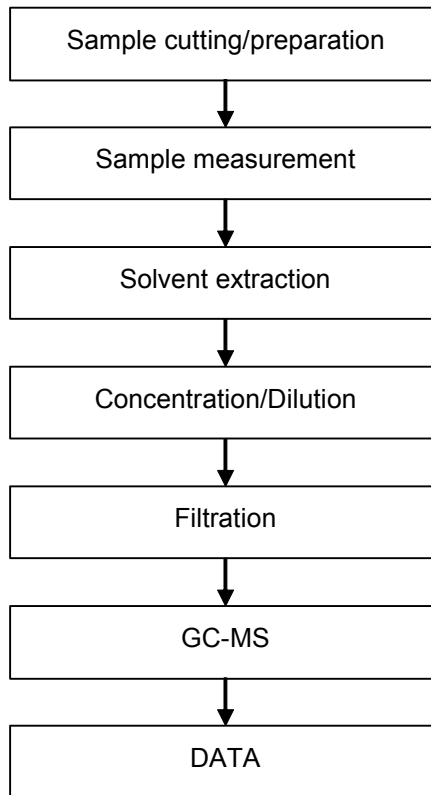 Sample cutting/preparation
Sample measurement
Solvent extraction
Concentration/Dilution
Filtration
GC-MS
DATA